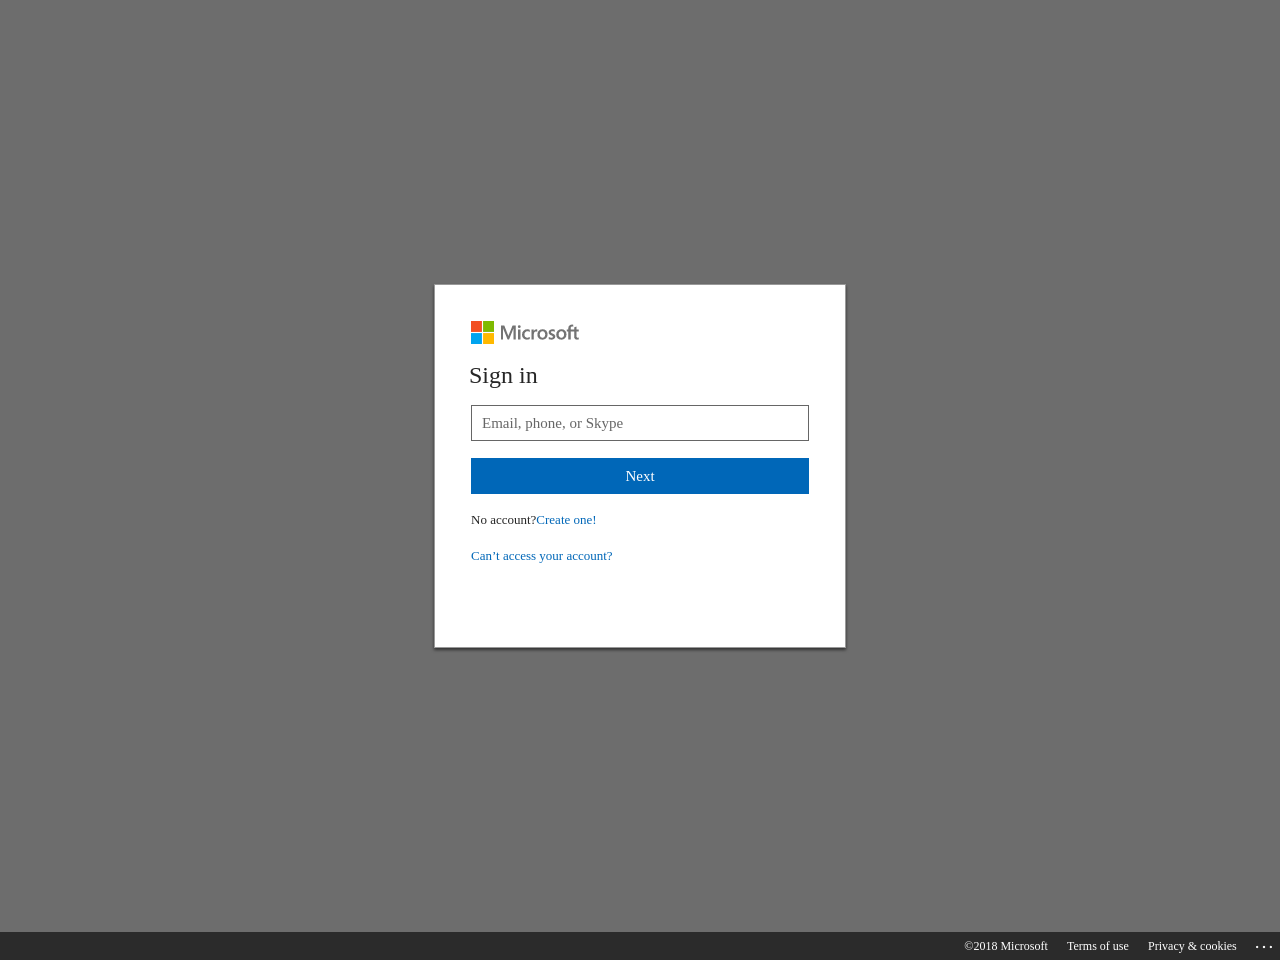 Microsoft
Sign in
Email, phone, or Skype
Next
No account?Create one!
Can’t access your account?
©2018 Microsoft Terms of use Privacy & cookies ...